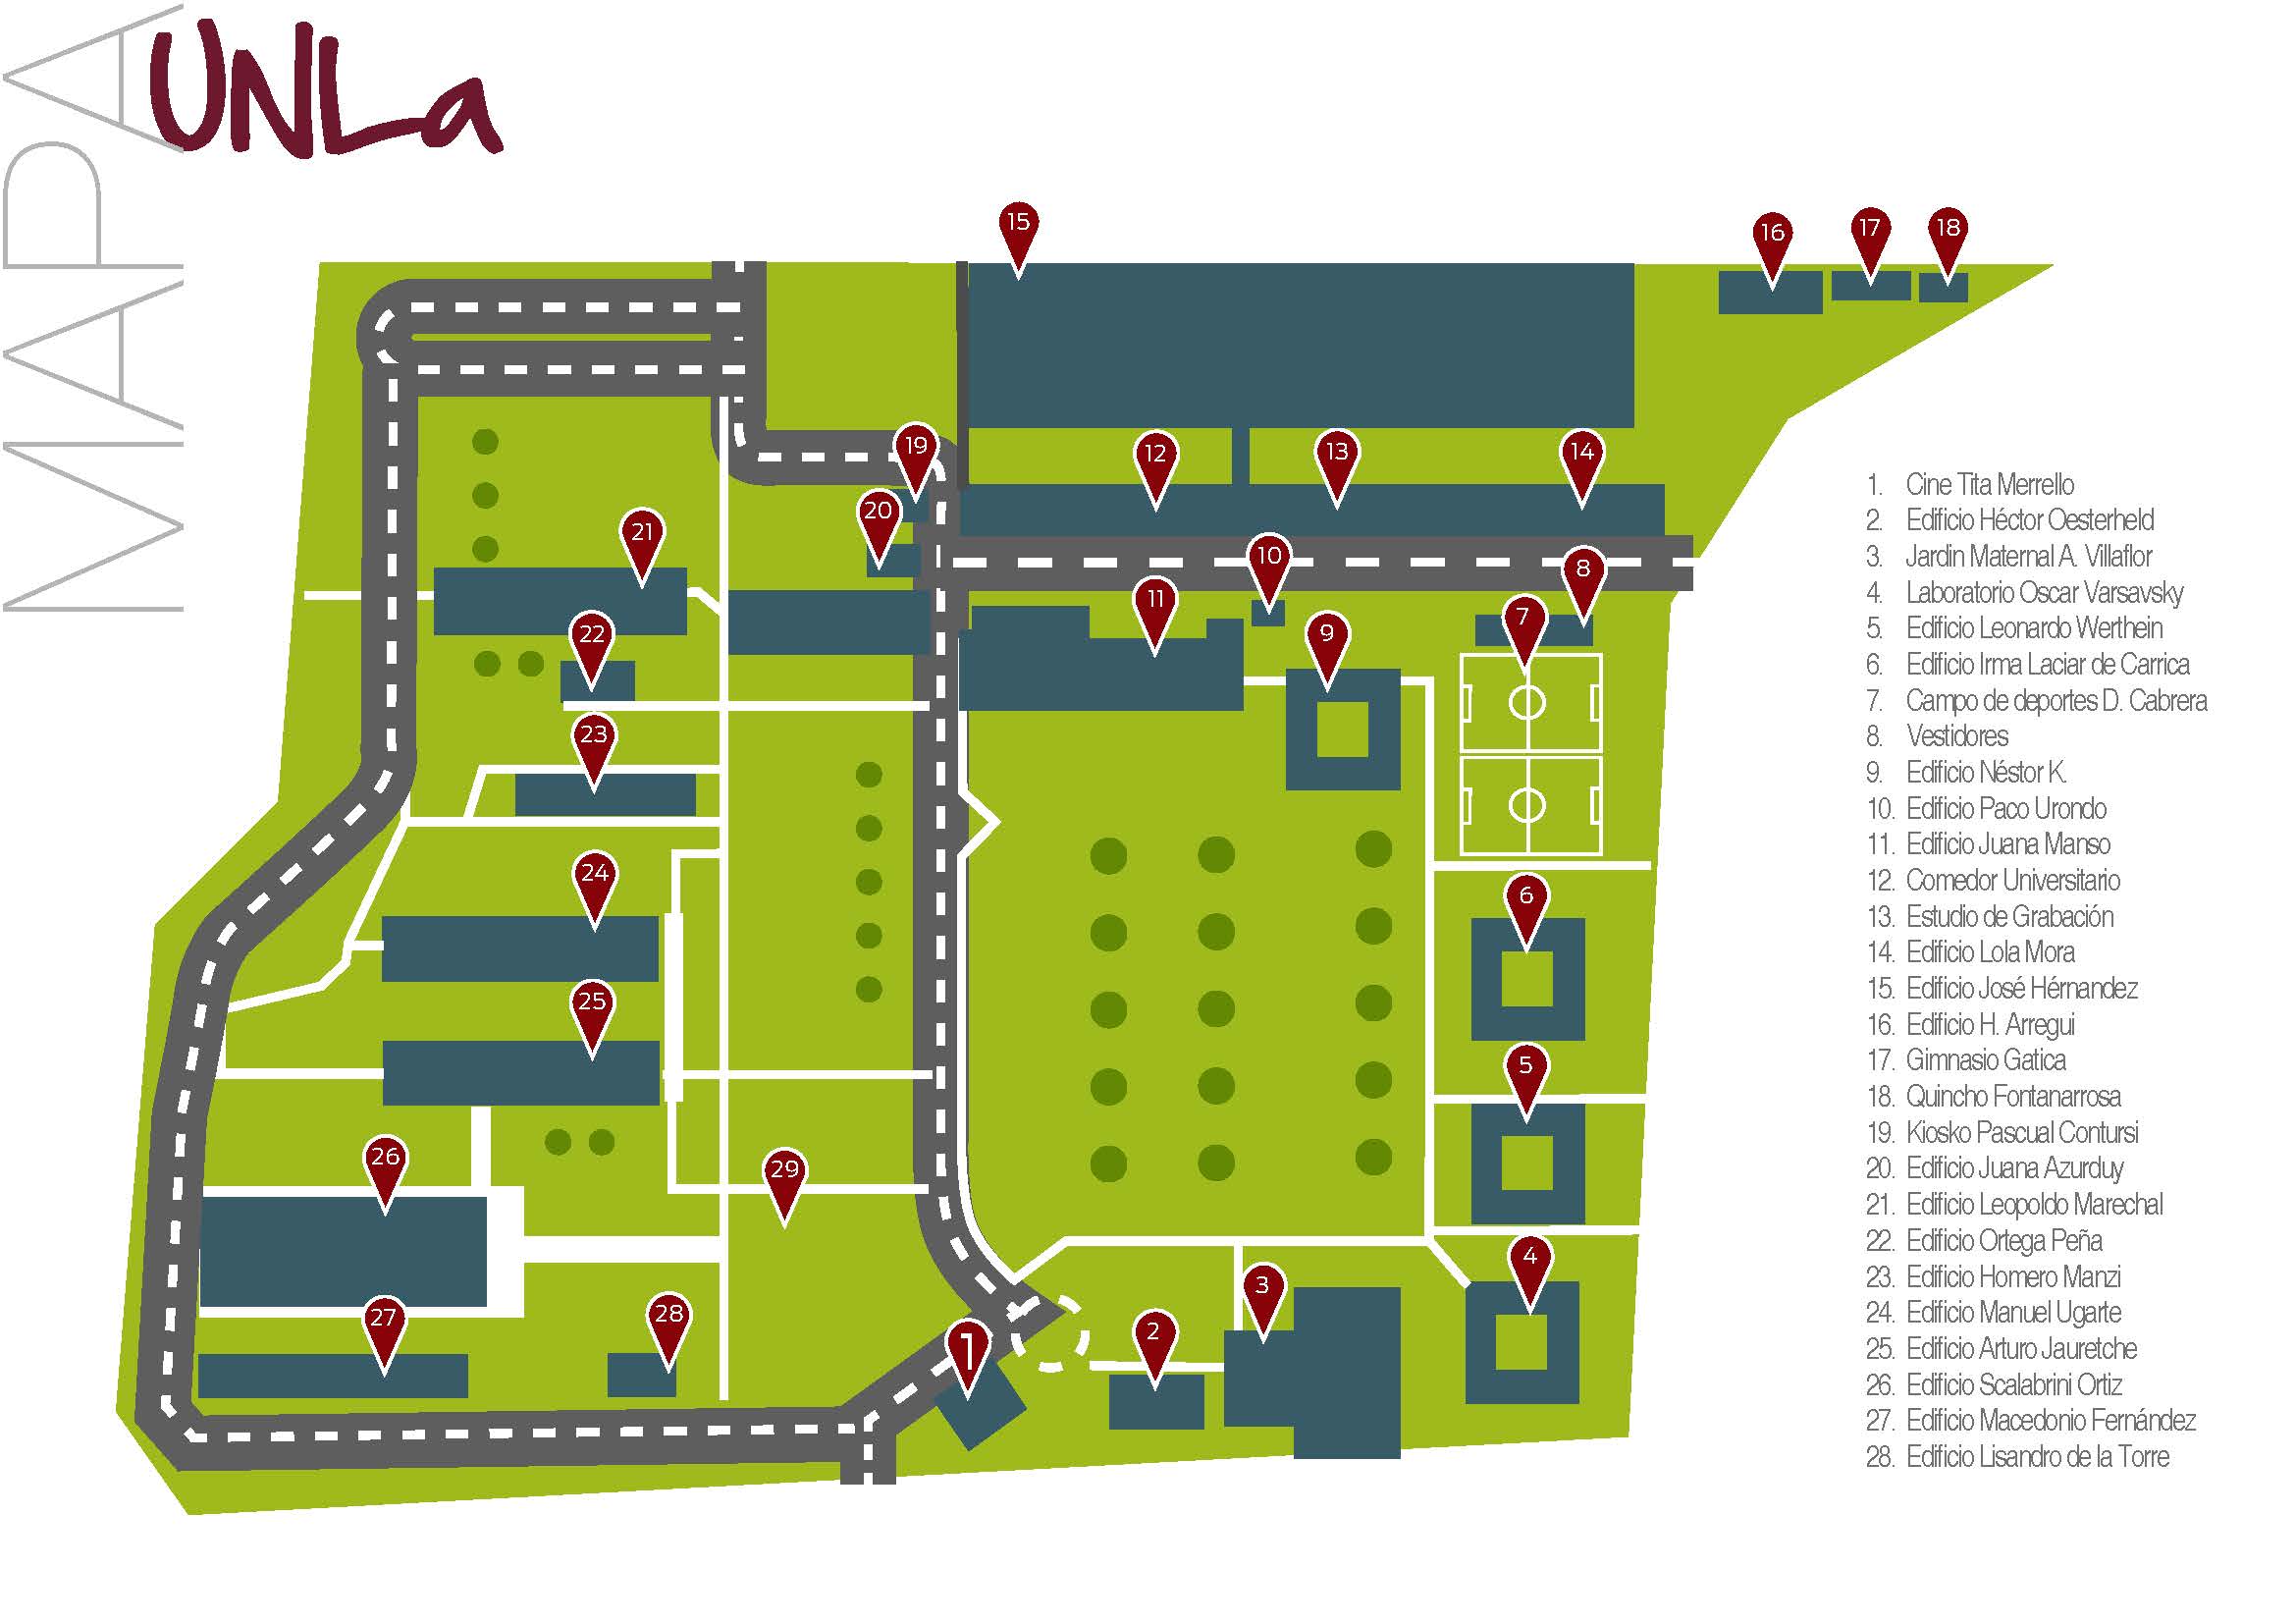 MAPA
UNLa
15
16
17
18
19
12
13
14
20
21
10
8
11
7
22
9
23
24
6
25
5
26
29
4
3
27
28
2
1
1. Cine Tita Merrello
2. Edificio Héctor Oesterheld
3. Jardin Maternal A. Villaflor
4. Laboratorio Oscar Varsavsky
5. Edificio Leonardo Werthein
6. Edificio Irma Laciar de Carrica
7. Campo de deportes D. Cabrera
8. Vestidores
9. Edificio Néstor K.
10. Edificio Paco Urondo
11. Edificio Juana Manso
12. Comedor Universitario
13. Estudio de Grabación
14. Edificio Lola Mora
15. Edificio José Hérnandez
16. Edificio H. Arregui
17. Gimnasio Gatica
18. Quincho Fontanarrosa
19. Kiosko Pascual Contursi
20. Edificio Juana Azurduy
21. Edificio Leopoldo Marechal
22. Edificio Ortega Peña
23. Edificio Homero Manzi
24. Edificio Manuel Ugarte
25. Edificio Arturo Jauretche
26. Edificio Scalabrini Ortiz
27. Edificio Macedonio Fernández
28. Edificio Lisandro de la Torre